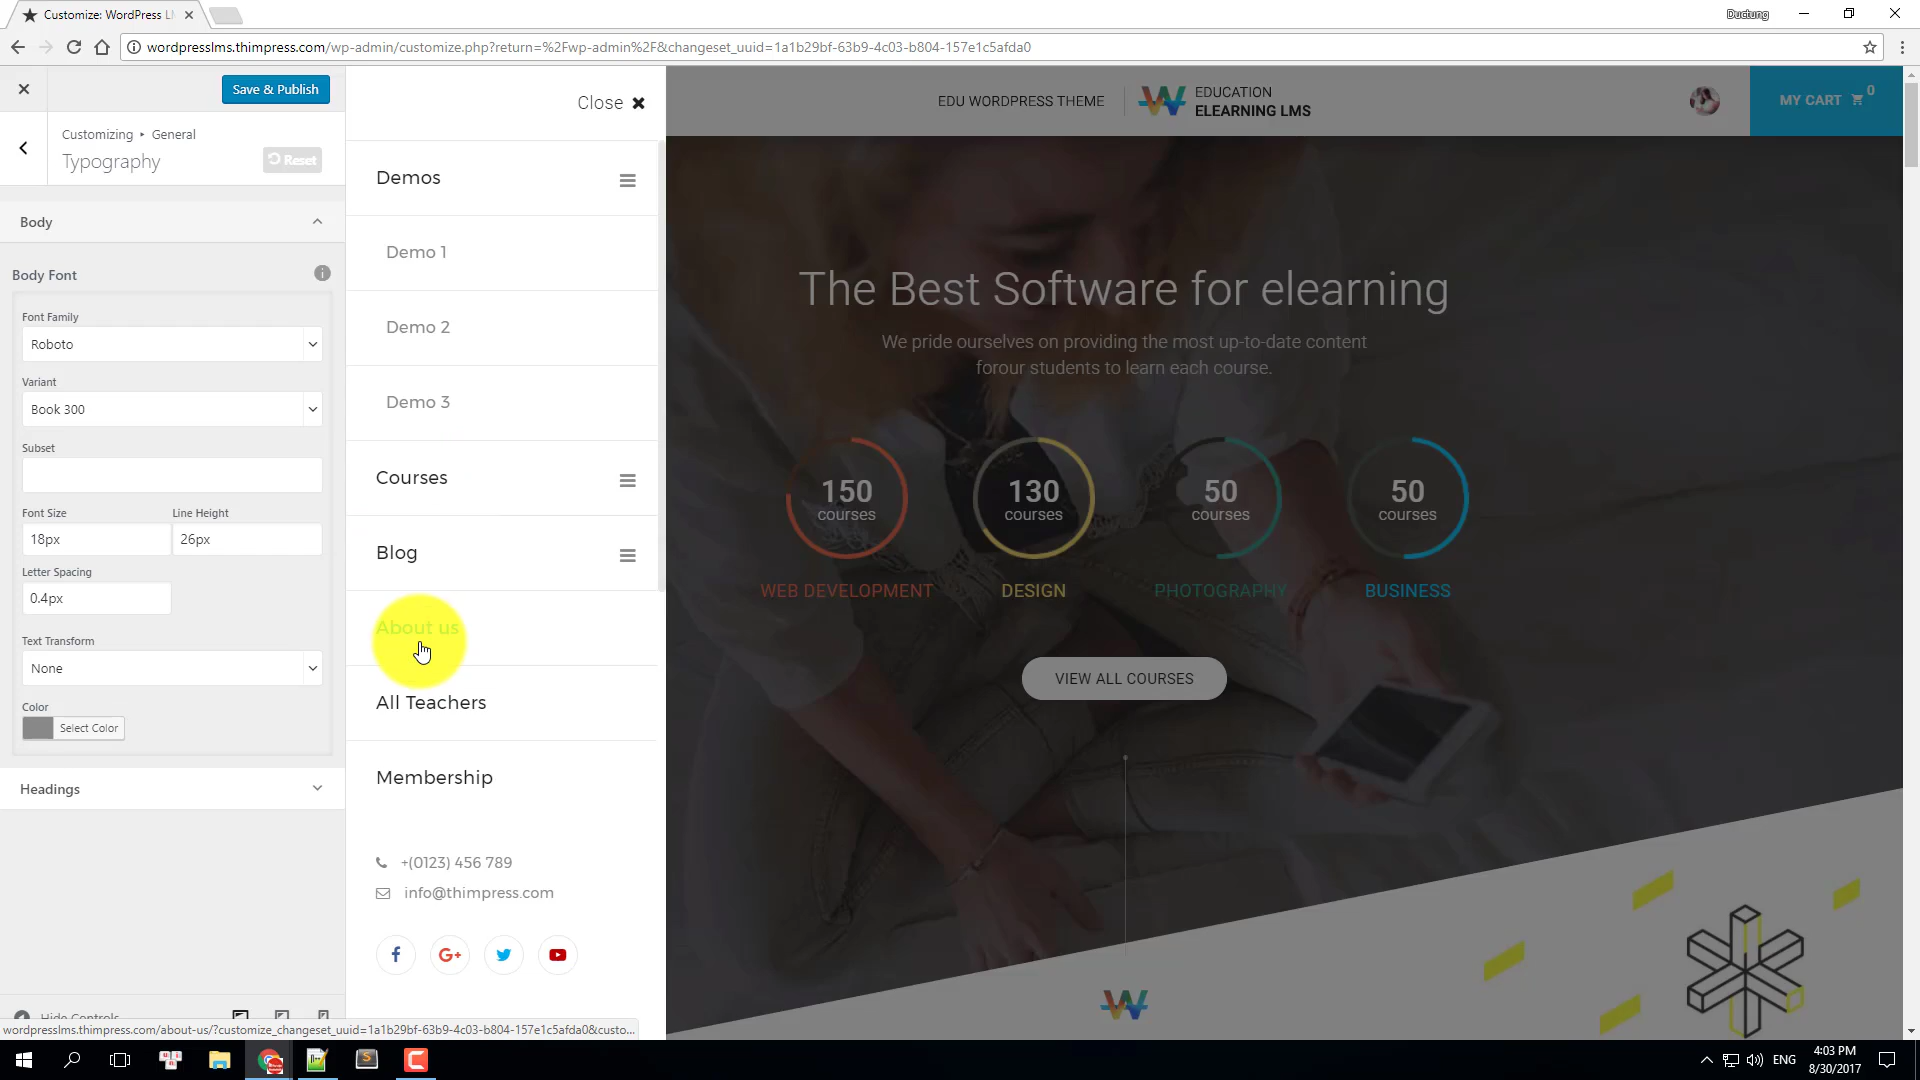 Customize: WordPress L
Ductung
wordpresslms.thimpress.com/wp-admin/customize.php?return=%2Fwp-admin%2F&changeset_uuid=1a1b29bf-63b9-4c03-b804-157e1c5afda0
Save & Publish
Customizing ▸ General
Typography
Reset
Body
Body Font
Font Family
Roboto
Variant
Book 300
Subset
Font Size
Line Height
18px
26px
Letter Spacing
0.4px
Text Transform
None
Color
Select Color
Headings
Hide Controls
wordpresslms.thimpress.com/about-us/?customize_changeset_uuid=1a1b29bf-63b9-4c03-b804-157e1c5afda0&custo...
Close
Demos
Demo 1
Demo 2
Demo 3
Courses
Blog
About us
All Teachers
Membership
+(0123) 456 789
info@thimpress.com
EDU WORDPRESS THEME
EDUCATION
ELEARNING LMS
MY CART
0
The Best Software for elearning
We pride ourselves on providing the most up-to-date content
forour students to learn each course.
150
courses
WEB DEVELOPMENT
130
courses
DESIGN
50
courses
PHOTOGRAPHY
50
courses
BUSINESS
VIEW ALL COURSES
ENG
4:03 PM
8/30/2017